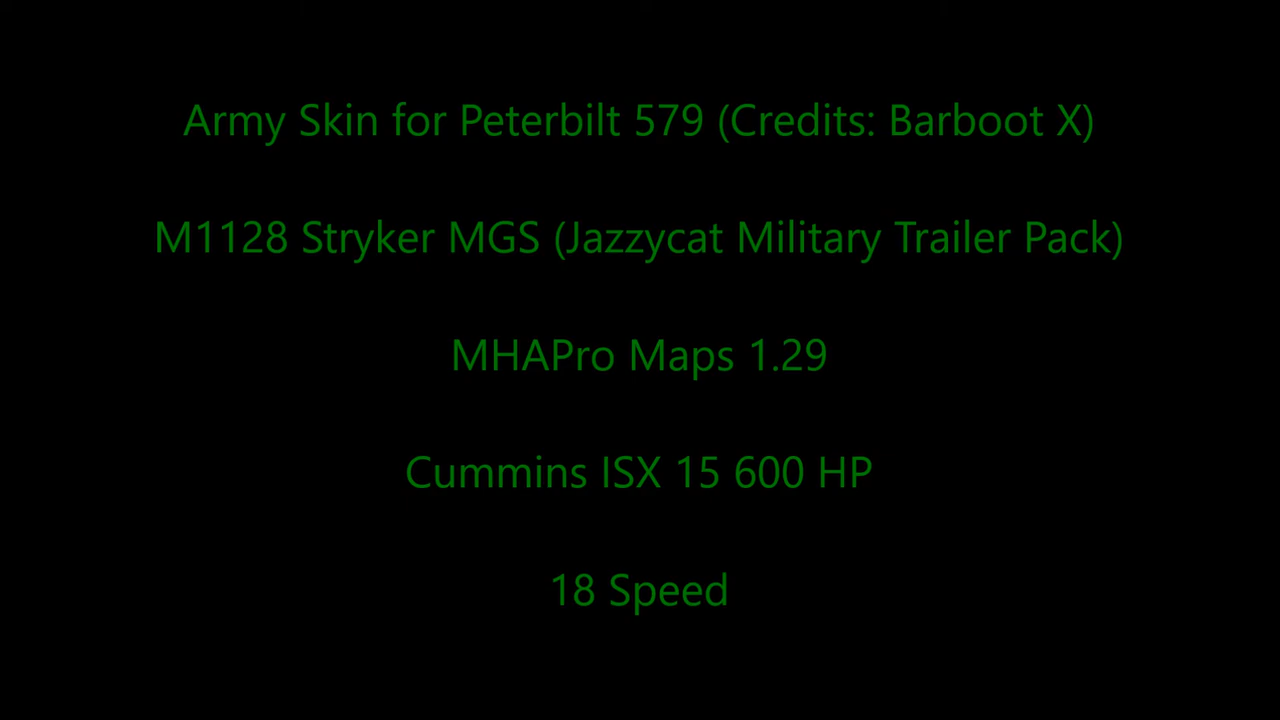 Army Skin for Peterbilt 579 (Credits: Barboot X)
M1128 Stryker MGS (Jazzycat Military Trailer Pack)
MHAPro Maps 1.29
Cummins ISX 15 600 HP
18 Speed